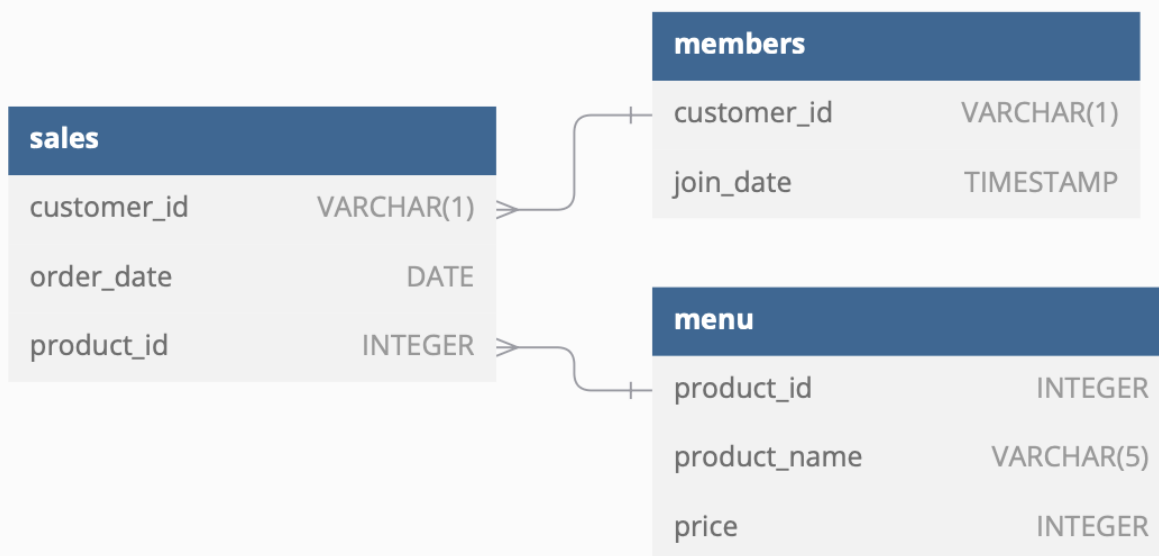 sales
customer_id VARCHAR(1)
order_date DATE
product_id INTEGER
members
customer_id VARCHAR(1)
join_date TIMESTAMP
menu
product_id INTEGER
product_name VARCHAR(5)
price INTEGER